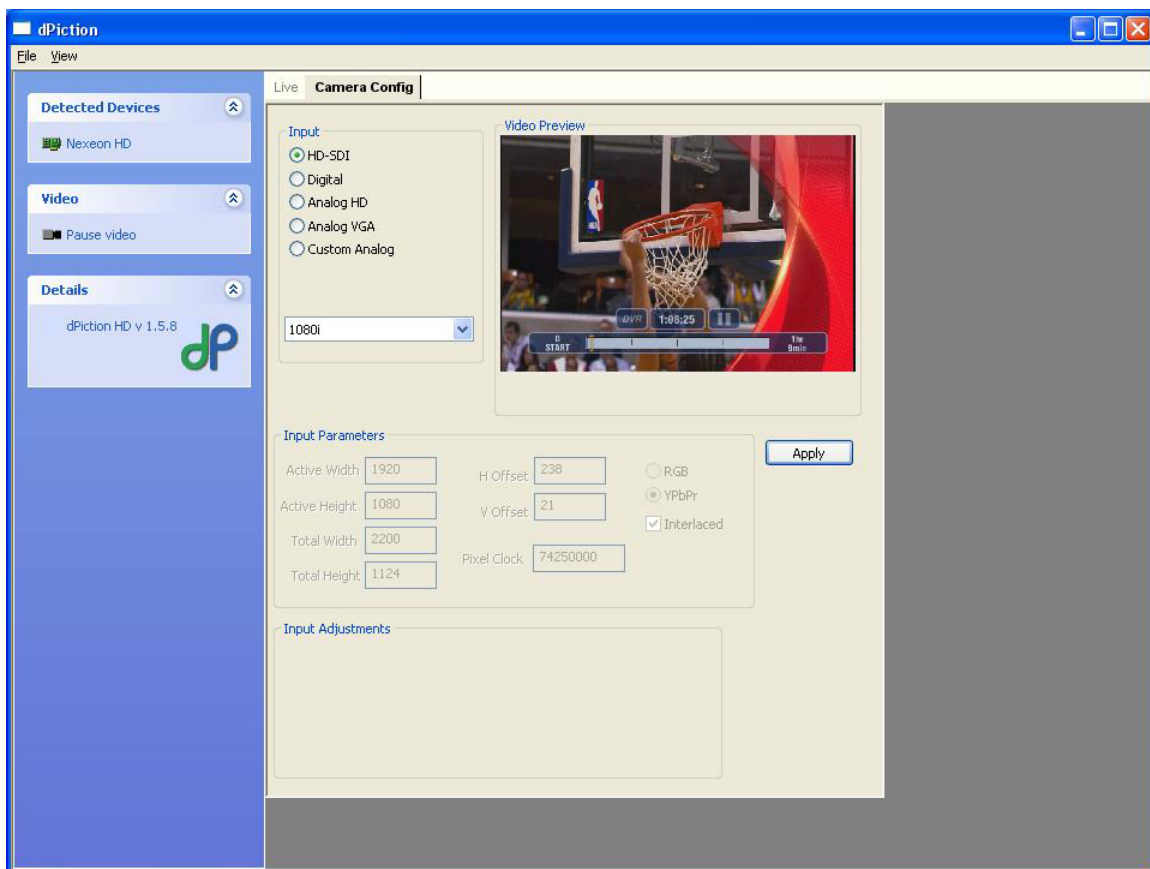 dPiction
File View
Detected Devices
Nexeon HD
Video
Pause video
Details
dPiction HD v 1.5.8
dP
Live Camera Config
Input
HD-SDI
Digital
Analog HD
Analog VGA
Custom Analog
1080i
Video Preview
DVR 1:08:25
0
START
1hr
9min
Input Parameters
Active Width 1920
Active Height 1080
Total Width 2200
Total Height 1124
H Offset 238
V Offset 21
Pixel Clock 74250000
RGB
YPbPr
Interlaced
Apply
Input Adjustments